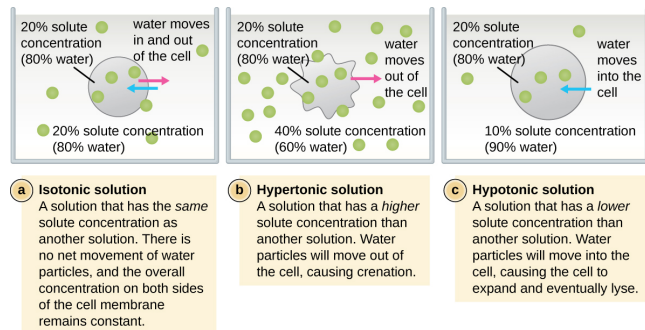 20% solute
concentration
(80% water)
water moves
in and out
of the cell
20% solute concentration
(80% water)
20% solute
concentration
(80% water)
water
moves
out of
the cell
40% solute concentration
(60% water)
20% solute
concentration
(80% water)
water
moves
into the
cell
10% solute concentration
(90% water)
a Isotonic solution
A solution that has the same
solute concentration as
another solution. There is
no net movement of water
particles, and the overall
concentration on both sides
of the cell membrane
remains constant.
b Hypertonic solution
A solution that has a higher
solute concentration than
another solution. Water
particles will move out of
the cell, causing crenation.
c Hypotonic solution
A solution that has a lower
solute concentration than
another solution. Water
particles will move into the
cell, causing the cell to
expand and eventually lyse.